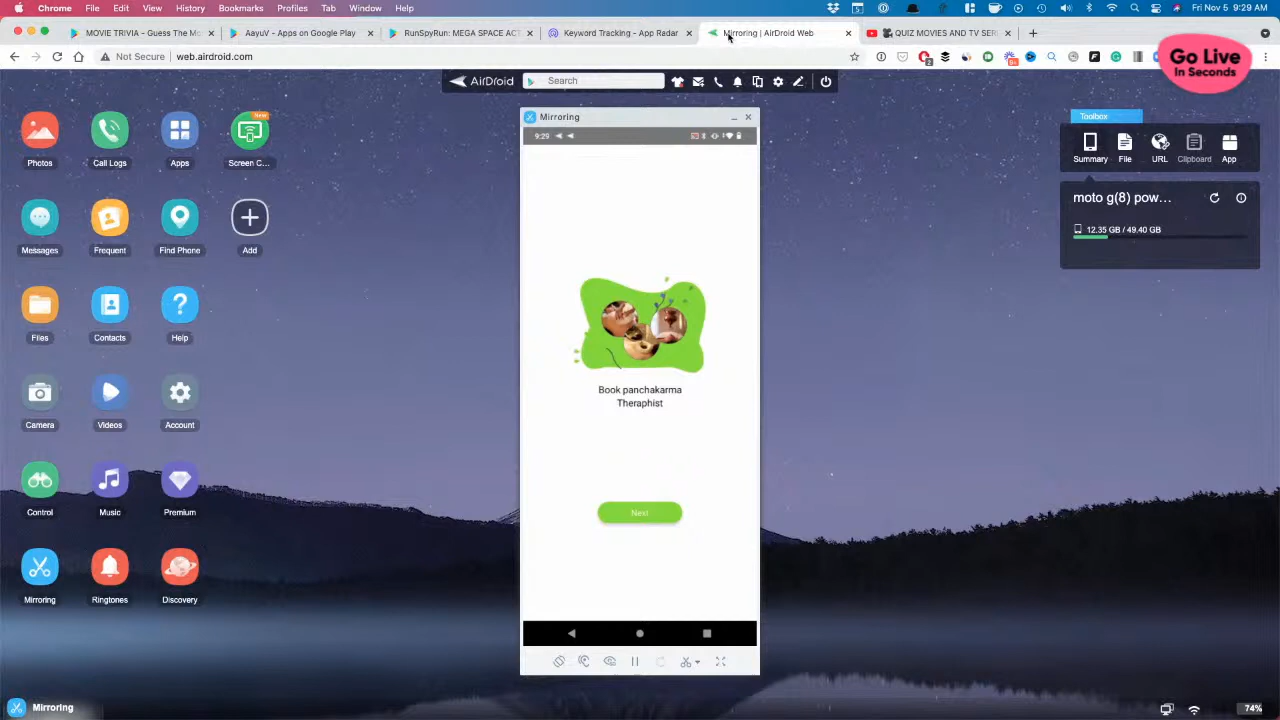 Chrome File Edit View History Bookmarks Profiles Tab Window Help
Fri Nov 5 9:29 AM
MOVIE TRIVIA - Guess The M
AayuV - Apps on Google Play
RunSpyRun: MEGA SPACE AC
Keyword Tracking - App Radar
Mirroring | AirDroid Web
QUIZ MOVIES AND TV SER
Not Secure
web.airdroid.com
2
9+
Go Live
In Seconds
AirDroid
Search
Photos
Call Logs
Apps
New
Screen C...
Messages
Frequent
Find Phone
Add
Files
Contacts
Help
Camera
Videos
Account
Control
Music
Premium
Mirroring
Ringtones
Discovery
Mirroring
9:29
Book panchakarma
Theraphist
Next
Toolbox
Summary
File
URL
Clipboard
App
moto g(8) pow...
12.35 GB / 49.40 GB
Mirroring
74%